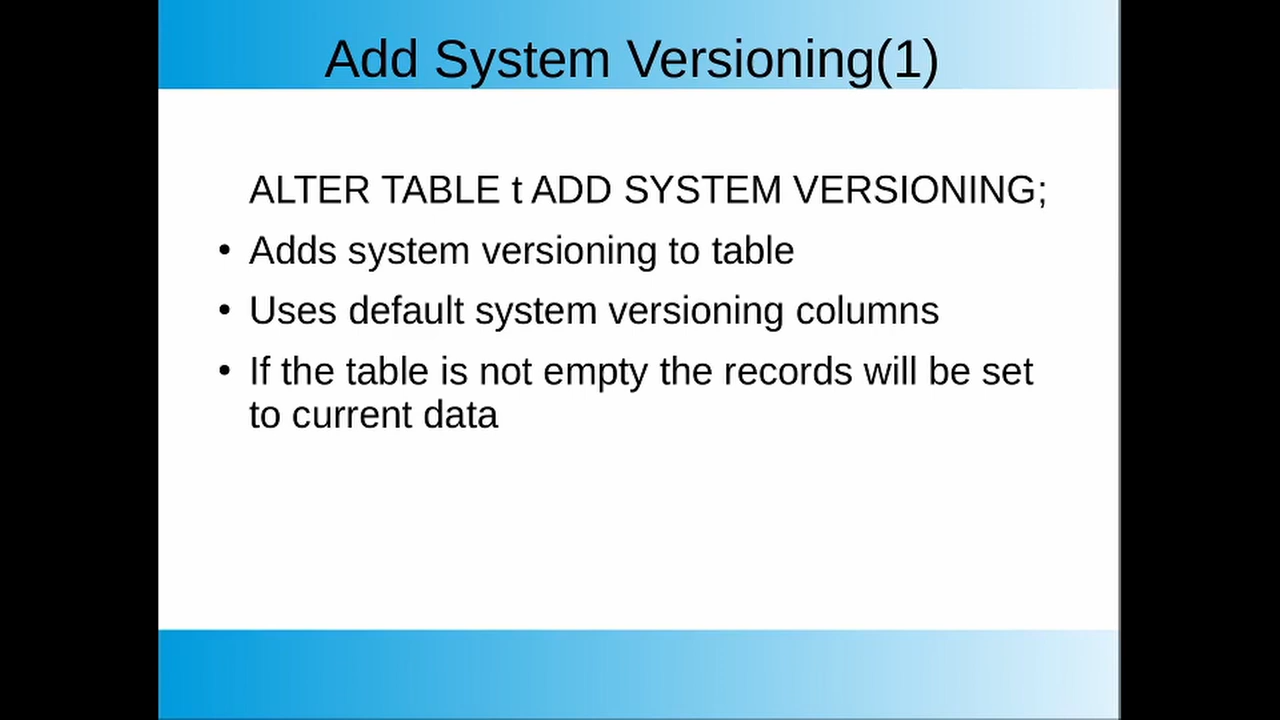 Add System Versioning(1)
ALTER TABLE t ADD SYSTEM VERSIONING;
• Adds system versioning to table
• Uses default system versioning columns
• If the table is not empty the records will be set
to current data